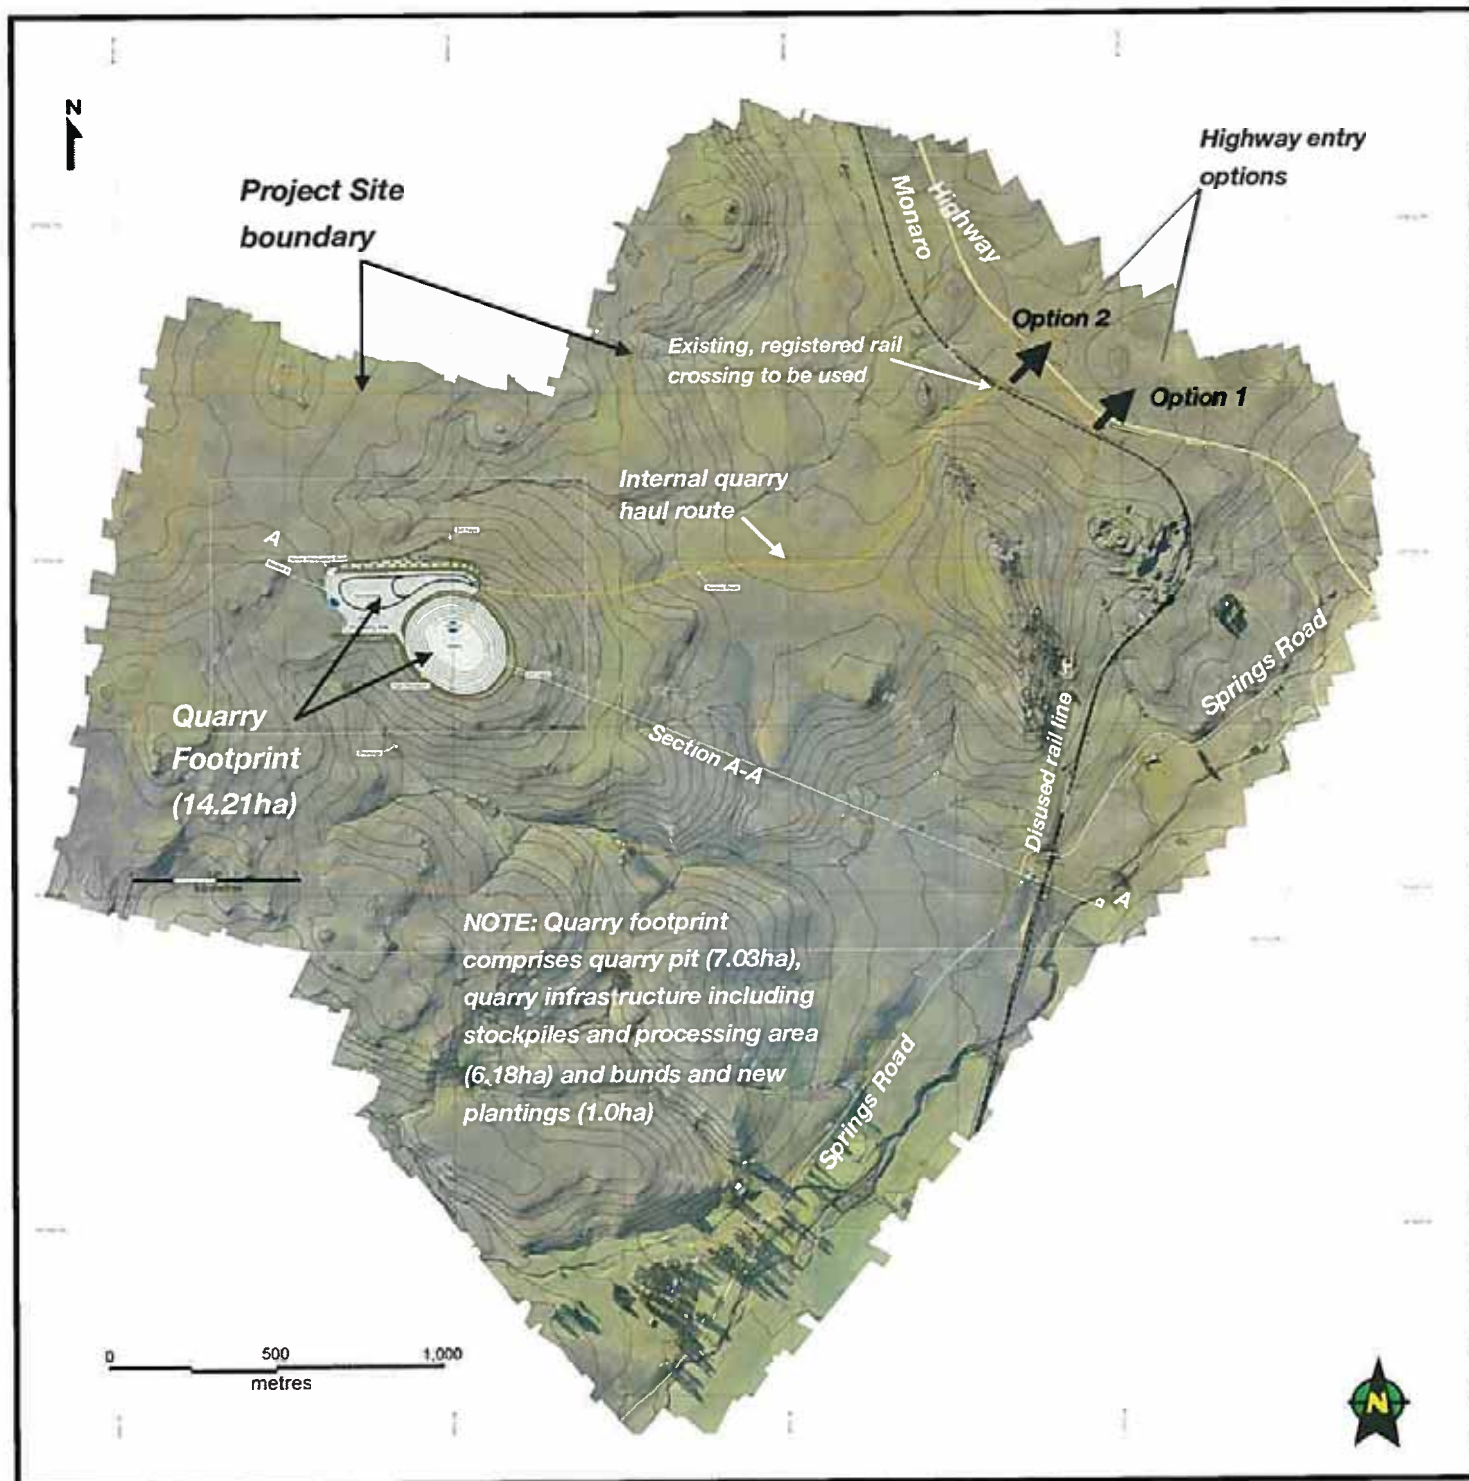 N
Project Site
boundary
Highway entry
options
Monaro
Highway
Option 2
Existing, registered rail
crossing to be used
Option 1
Internal quarry
haul route
A
Springs Road
Quarry
Footprint
(14.21ha)
Section A-A
Disused rail line
A
NOTE: Quarry footprint
comprises quarry pit (7.03ha),
quarry infrastructure including
stockpiles and processing area
(6.18ha) and bunds and new
plantings (1.0ha)
Springs Road
0 500 1,000
metres
N